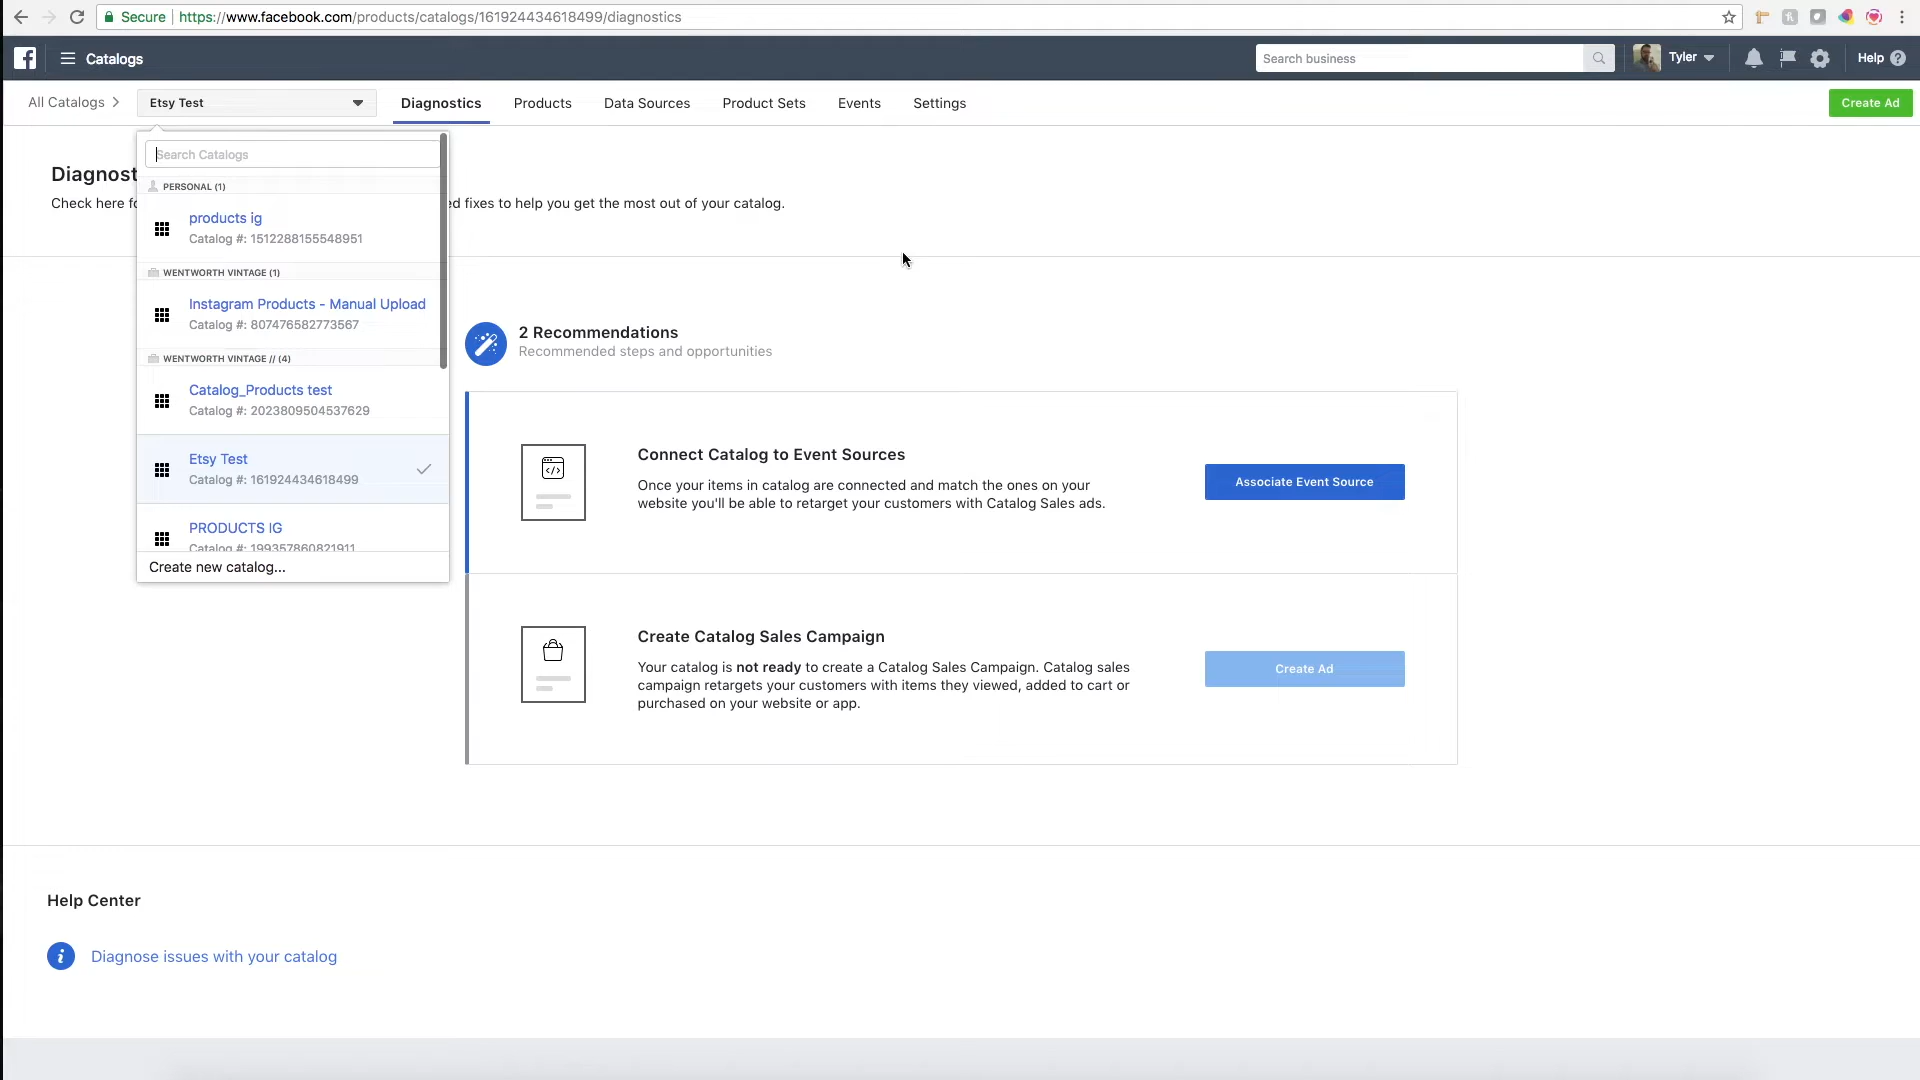 Secure | https://www.facebook.com/products/catalogs/161924434618499/diagnostics
Catalogs
Search business
Tyler
Help
All Catalogs
Etsy Test
Diagnostics
Products
Data Sources
Product Sets
Events
Settings
Create Ad
Search Catalogs
PERSONAL (1)
products ig
Catalog #: 1512288155548951
WENTWORTH VINTAGE (1)
Instagram Products - Manual Upload
Catalog #: 807476582773567
WENTWORTH VINTAGE // (4)
Catalog_Products test
Catalog #: 2023809504537629
Etsy Test
Catalog #: 161924434618499
PRODUCTS IG
Catalog #: 199357860821911
Create new catalog...
Diagnost
Check here fo
ed fixes to help you get the most out of your catalog.
2 Recommendations
Recommended steps and opportunities
Connect Catalog to Event Sources
Once your items in catalog are connected and match the ones on your
website you'll be able to retarget your customers with Catalog Sales ads.
Associate Event Source
Create Catalog Sales Campaign
Your catalog is not ready to create a Catalog Sales Campaign. Catalog sales
campaign retargets your customers with items they viewed, added to cart or
purchased on your website or app.
Create Ad
Help Center
Diagnose issues with your catalog